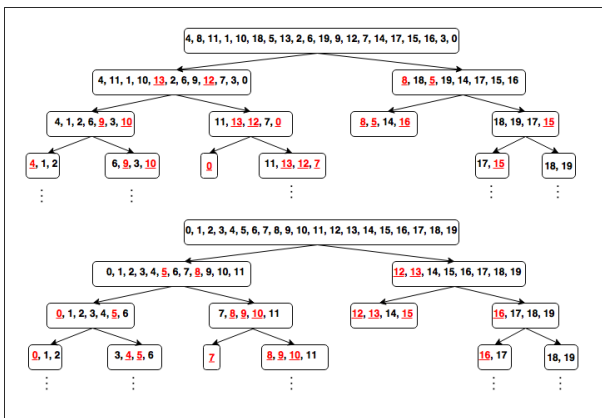 4, 8, 11, 1, 10, 18, 5, 13, 2, 6, 19, 9, 12, 7, 14, 17, 15, 16, 3, 0
4, 11, 1, 10, 13, 2, 6, 9, 12, 7, 3, 0
8, 18, 5, 19, 14, 17, 15, 16
4, 1, 2, 6, 9, 3, 10
11, 13, 12, 7, 0
8, 5, 14, 16
18, 19, 17, 15
4, 1, 2
6, 9, 3, 10
0
11, 13, 12, 7
17, 15
18, 19
0, 1, 2, 3, 4, 5, 6, 7, 8, 9, 10, 11, 12, 13, 14, 15, 16, 17, 18, 19
0, 1, 2, 3, 4, 5, 6, 7, 8, 9, 10, 11
12, 13, 14, 15, 16, 17, 18, 19
0, 1, 2, 3, 4, 5, 6
7, 8, 9, 10, 11
12, 13, 14, 15
16, 17, 18, 19
0, 1, 2
3, 4, 5, 6
7
8, 9, 10, 11
16, 17
18, 19